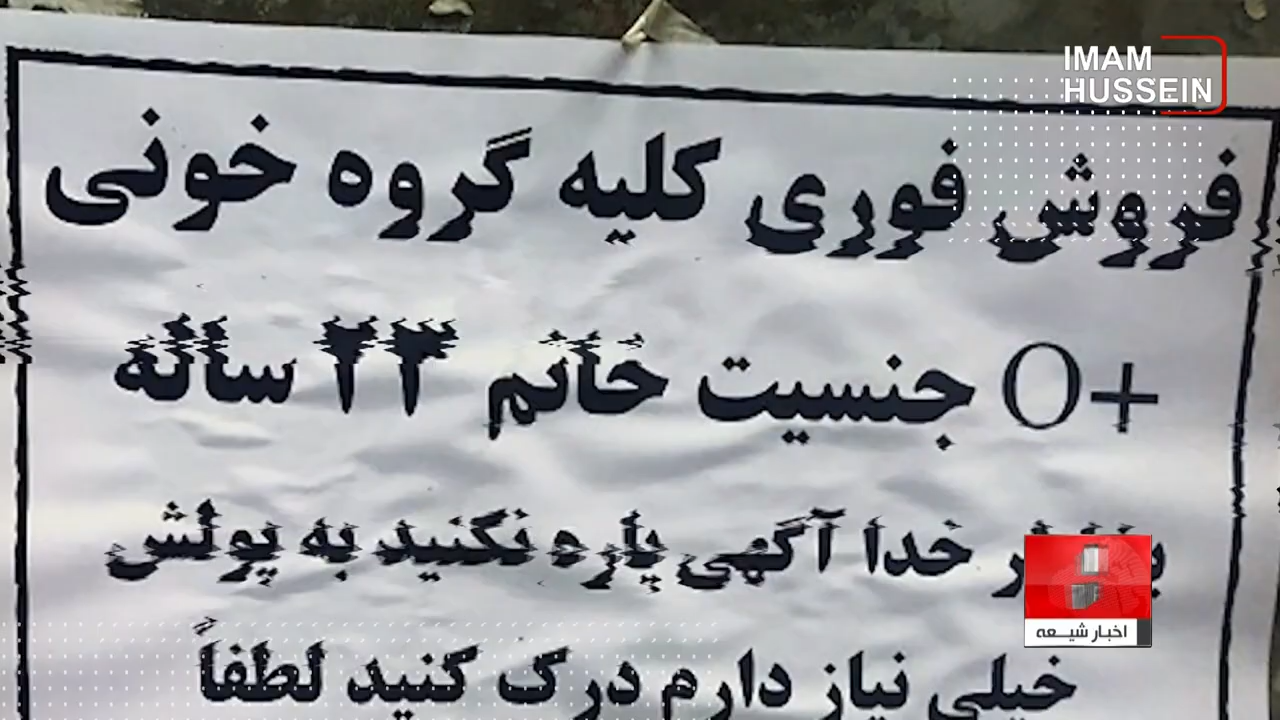 IMAM
HUSSEIN
فروش فوری کلیه گروه خونی
O+ جنسیت خانم ۲۳ ساله
خدا آگهی پاره نکنید به پولش
خیلی نیاز دارم درک کنید لطفاً
اخبار شیعه